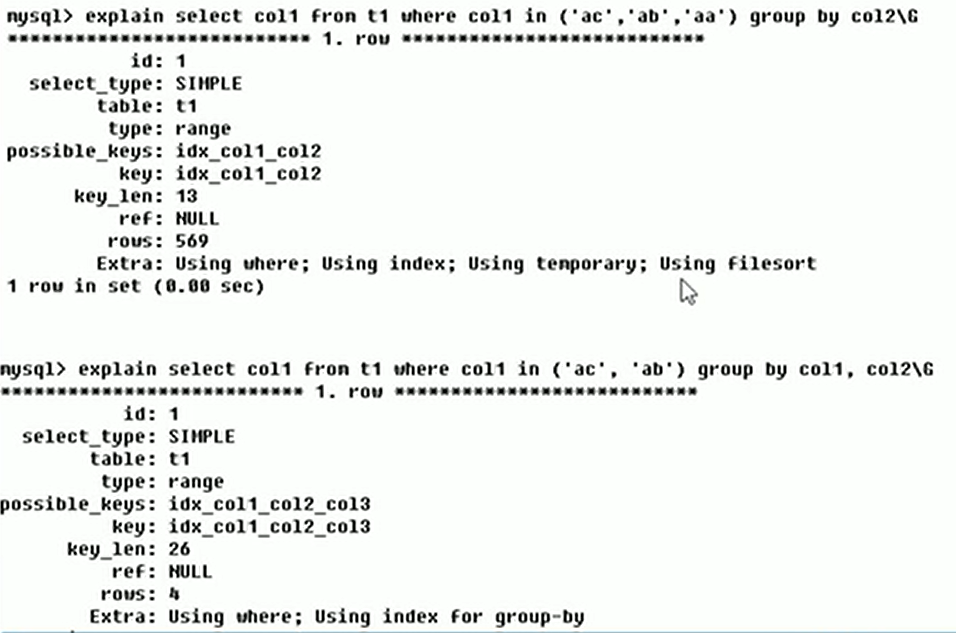 mysql> explain select col1 from t1 where col1 in ('ac','ab','aa') group by col2\G
*************************** 1. row ***************************
id: 1
select_type: SIMPLE
table: t1
type: range
possible_keys: idx_col1_col2
key: idx_col1_col2
key_len: 13
ref: NULL
rows: 569
Extra: Using where; Using index; Using temporary; Using filesort
1 row in set (0.00 sec)
mysql> explain select col1 from t1 where col1 in ('ac', 'ab') group by col1, col2\G
*************************** 1. row ***************************
id: 1
select_type: SIMPLE
table: t1
type: range
possible_keys: idx_col1_col2_col3
key: idx_col1_col2_col3
key_len: 26
ref: NULL
rows: 4
Extra: Using where; Using index for group-by